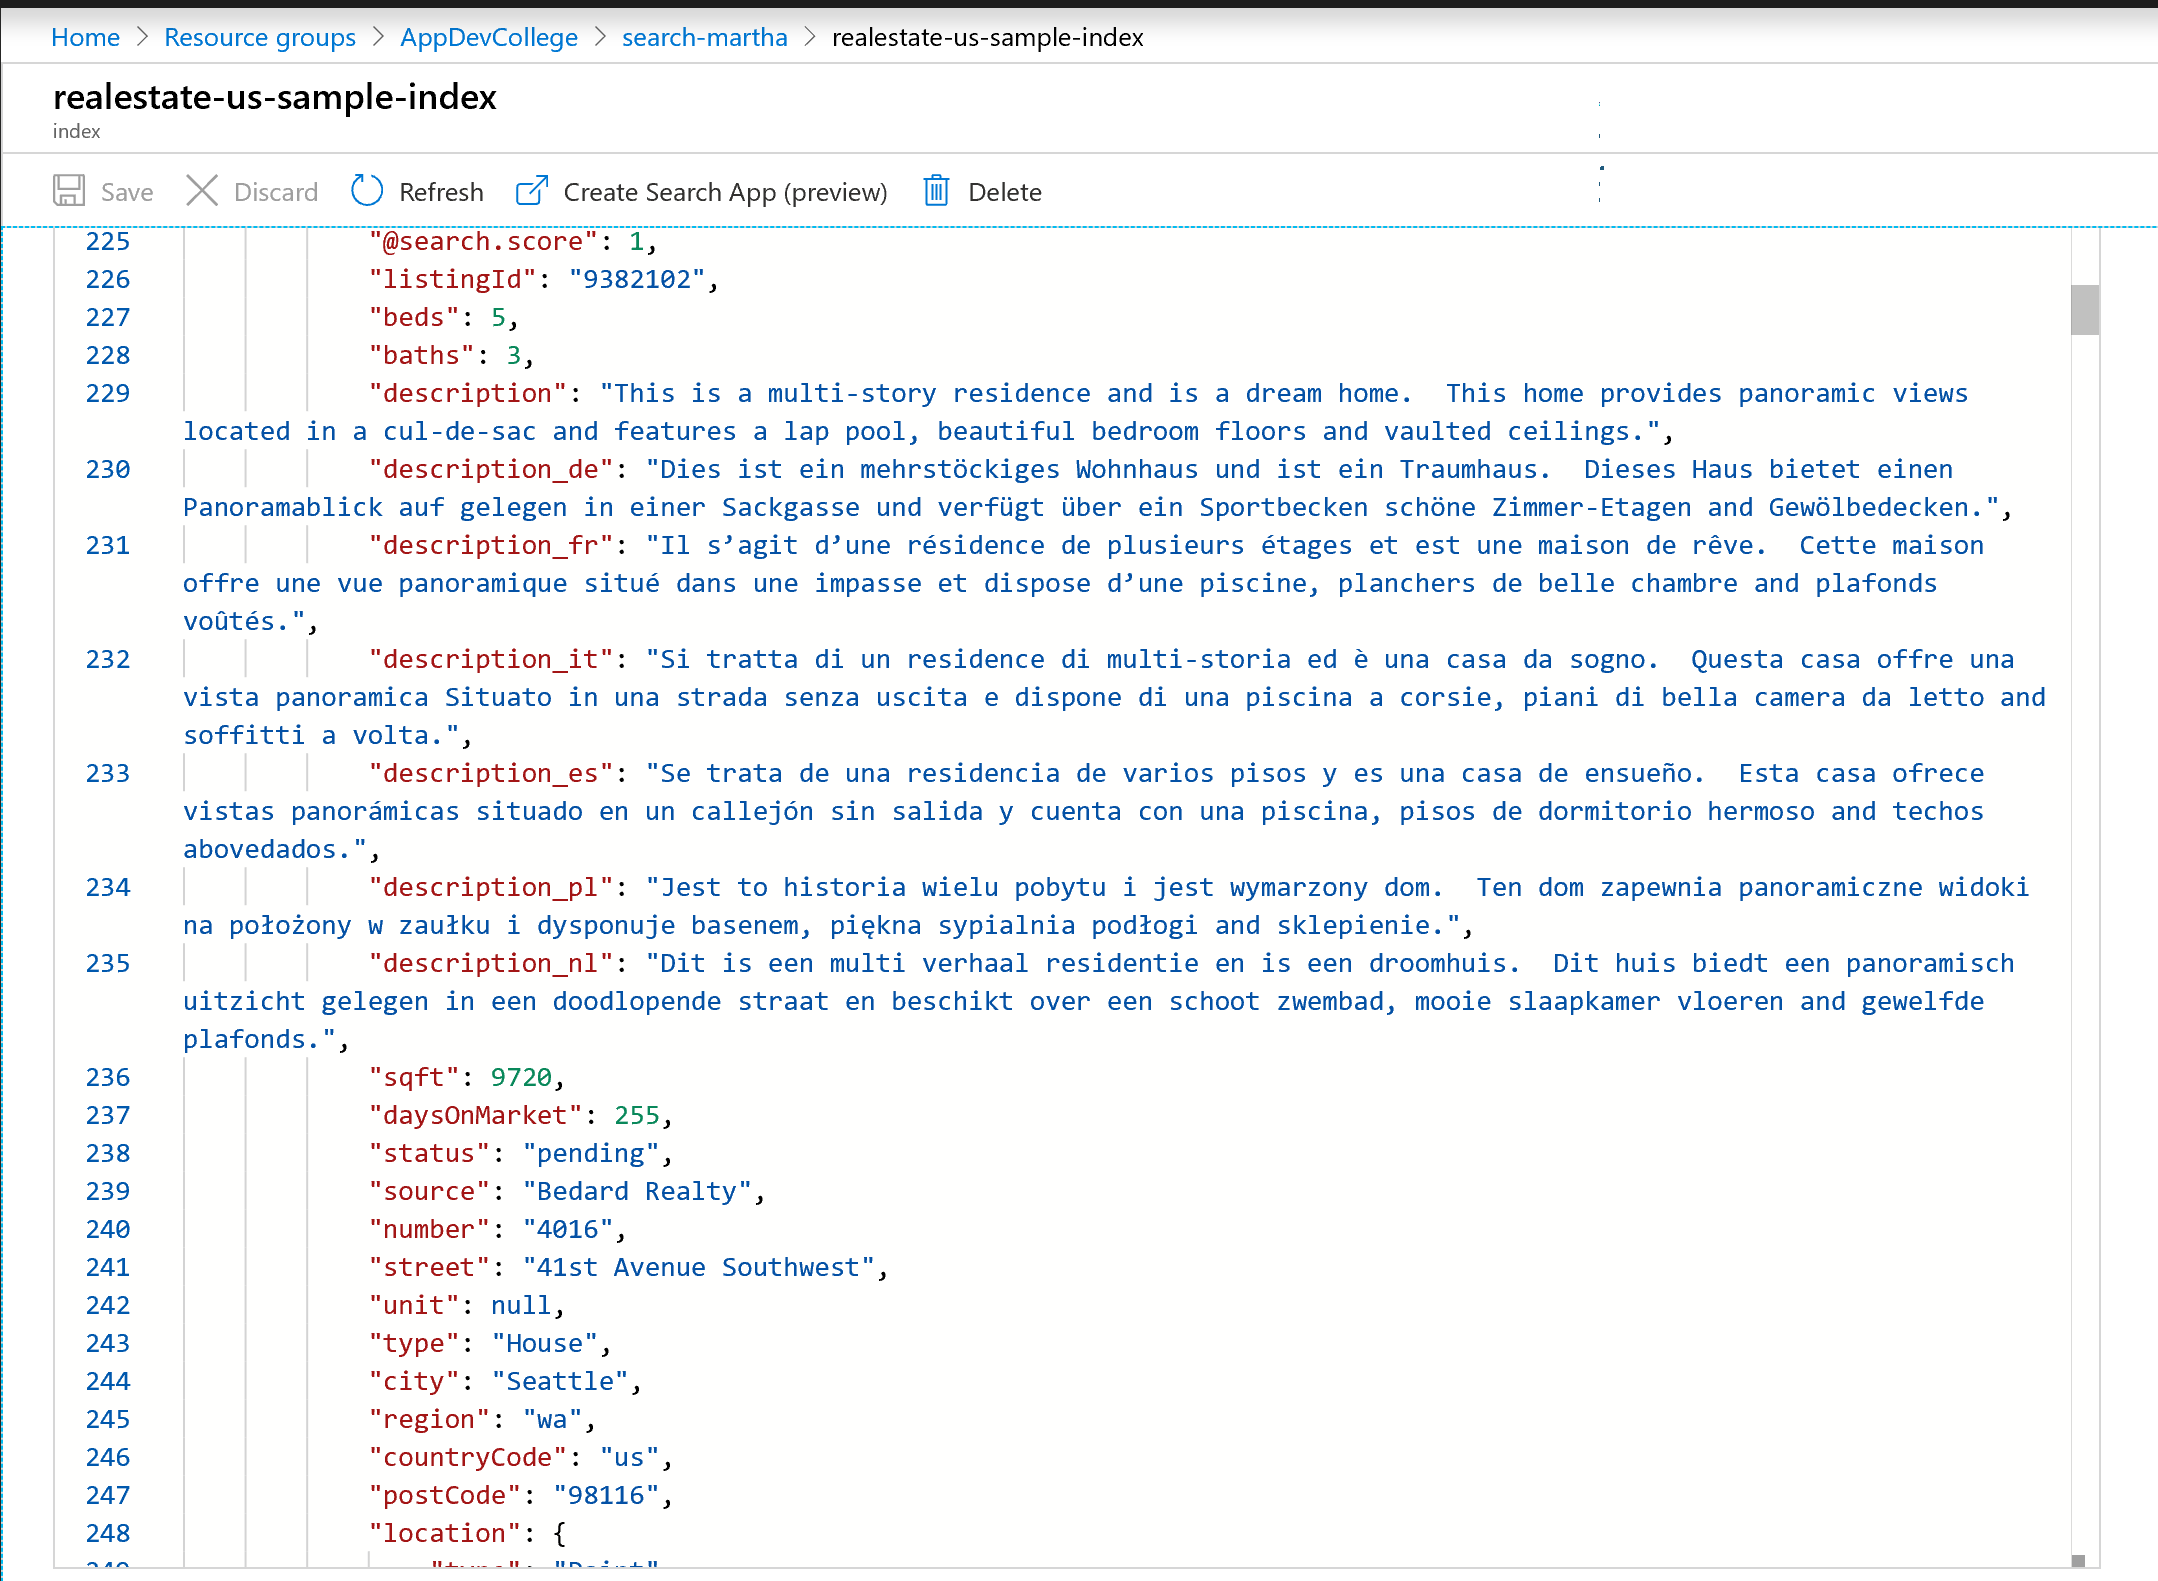 Home > Resource groups > AppDevCollege > search-martha > realestate-us-sample-index
realestate-us-sample-index
index
Save Discard Refresh Create Search App (preview) Delete
225 "@search.score": 1,
226 "listingId": "9382102",
227 "beds": 5,
228 "baths": 3,
229 "description": "This is a multi-story residence and is a dream home.  This home provides panoramic views
located in a cul-de-sac and features a lap pool, beautiful bedroom floors and vaulted ceilings.",
230 "description_de": "Dies ist ein mehrstöckiges Wohnhaus und ist ein Traumhaus.  Dieses Haus bietet einen
Panoramablick auf gelegen in einer Sackgasse und verfügt über ein Sportbecken schöne Zimmer-Etagen and Gewölbedecken.",
231 "description_fr": "Il s’agit d’une résidence de plusieurs étages et est une maison de rêve.  Cette maison
offre une vue panoramique situé dans une impasse et dispose d’une piscine, planchers de belle chambre and plafonds
voûtés.",
232 "description_it": "Si tratta di un residence di multi-storia ed è una casa da sogno.  Questa casa offre una
vista panoramica Situato in una strada senza uscita e dispone di una piscina a corsie, piani di bella camera da letto and
soffitti a volta.",
233 "description_es": "Se trata de una residencia de varios pisos y es una casa de ensueño.  Esta casa ofrece
vistas panorámicas situado en un callejón sin salida y cuenta con una piscina, pisos de dormitorio hermoso and techos
abovedados.",
234 "description_pl": "Jest to historia wielu pobytu i jest wymarzony dom.  Ten dom zapewnia panoramiczne widoki
na położony w zaułku i dysponuje basenem, piękna sypialnia podłogi and sklepienie.",
235 "description_nl": "Dit is een multi verhaal residentie en is een droomhuis.  Dit huis biedt een panoramisch
uitzicht gelegen in een doodlopende straat en beschikt over een schoot zwembad, mooie slaapkamer vloeren and gewelfde
plafonds.",
236 "sqft": 9720,
237 "daysOnMarket": 255,
238 "status": "pending",
239 "source": "Bedard Realty",
240 "number": "4016",
241 "street": "41st Avenue Southwest",
242 "unit": null,
243 "type": "House",
244 "city": "Seattle",
245 "region": "wa",
246 "countryCode": "us",
247 "postCode": "98116",
248 "location": {